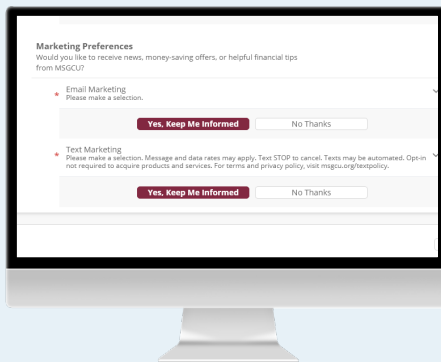 Marketing Preferences
Would you like to receive news, money-saving offers, or helpful financial tips
from MSGCU?
* Email Marketing
Please make a selection.
Yes, Keep Me Informed No Thanks
* Text Marketing
Please make a selection. Message and data rates may apply. Text STOP to cancel. Texts may be automated. Opt-in
not required to acquire products and services. For terms and privacy policy, visit msgcu.org/textpolicy.
Yes, Keep Me Informed No Thanks